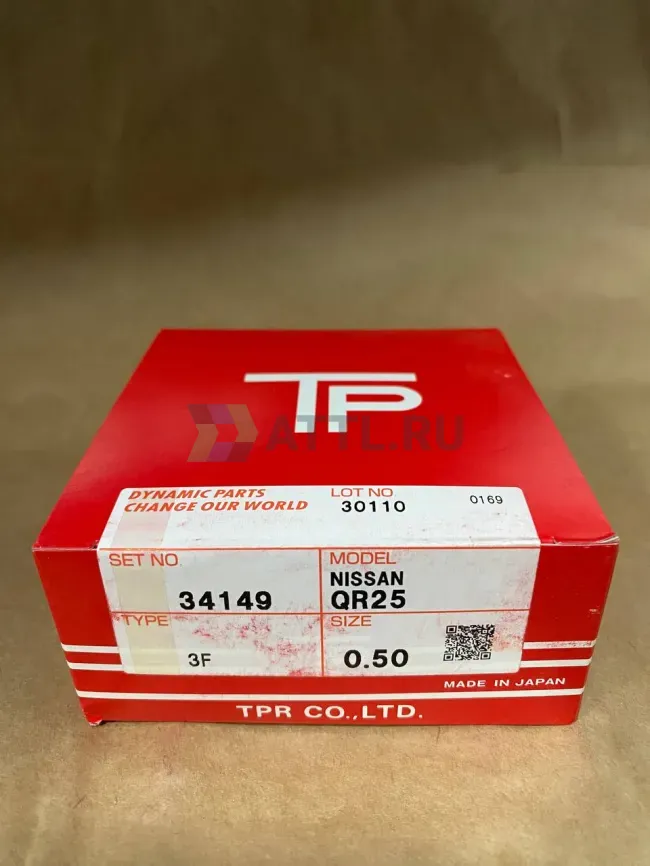 TP
ATTL.RU
DYNAMIC PARTS
CHANGE OUR WORLD
LOT NO.
30110
0169
SET NO.
34149
MODEL
NISSAN
QR25
TYPE
3F
SIZE
0.50
MADE IN JAPAN
TPR CO.,LTD.